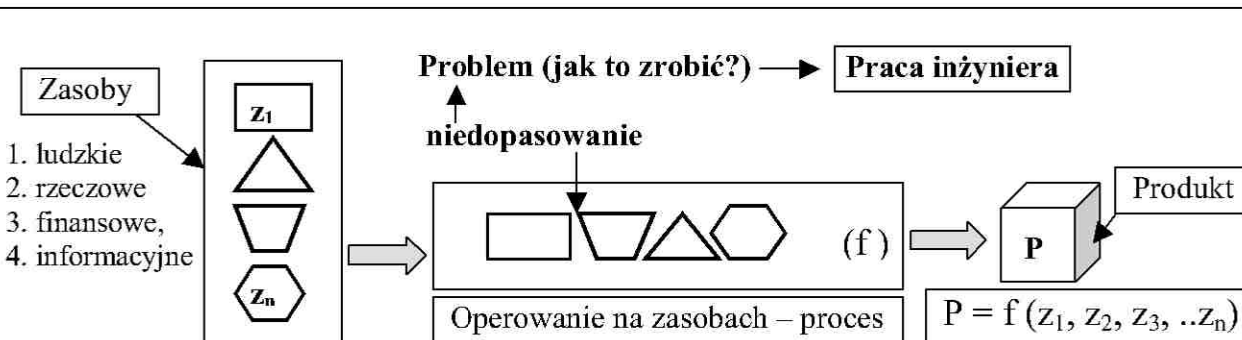 Problem (jak to zrobić?)
Praca inżyniera
Zasoby
z1
niedopasowanie
1. ludzkie
2. rzeczowe
3. finansowe,
4. informacyjne
Produkt
(f )
P
zn
Operowanie na zasobach – proces
P = f (z1, z2, z3, ..zn)